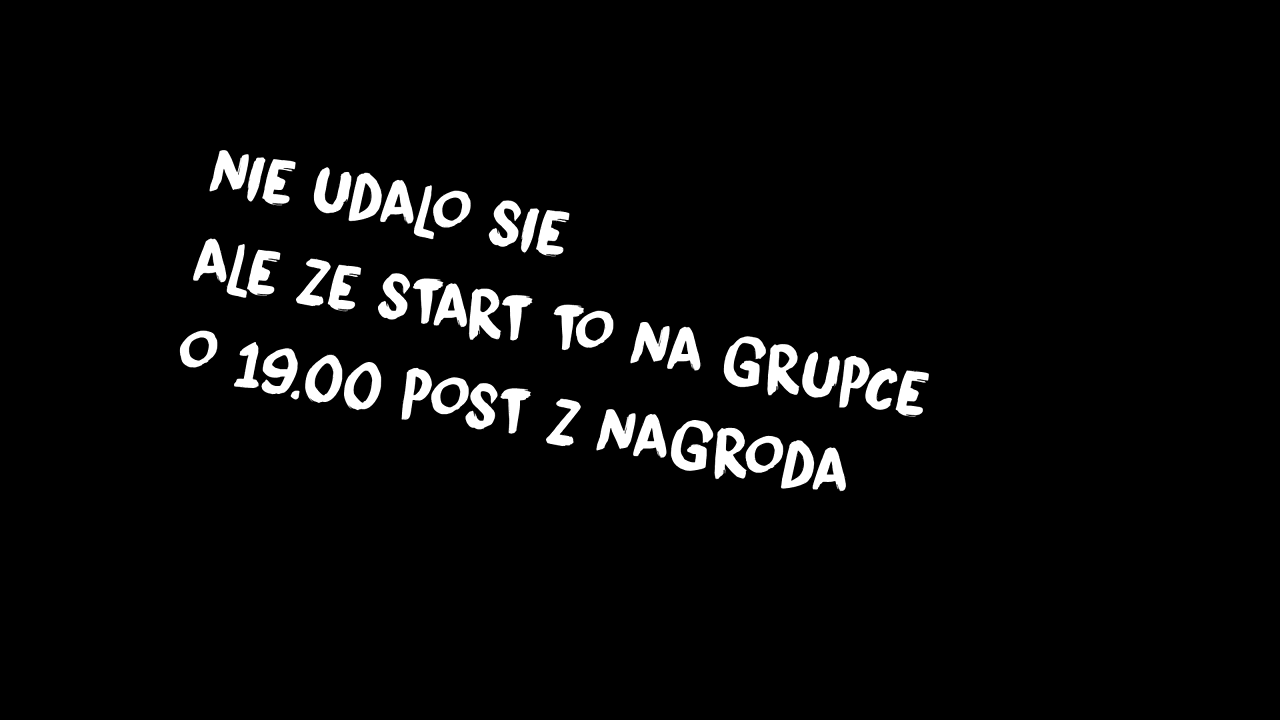 NIE UDALO SIE
ALE ZE START TO NA GRUPCE
O 19.00 POST Z NAGRODA